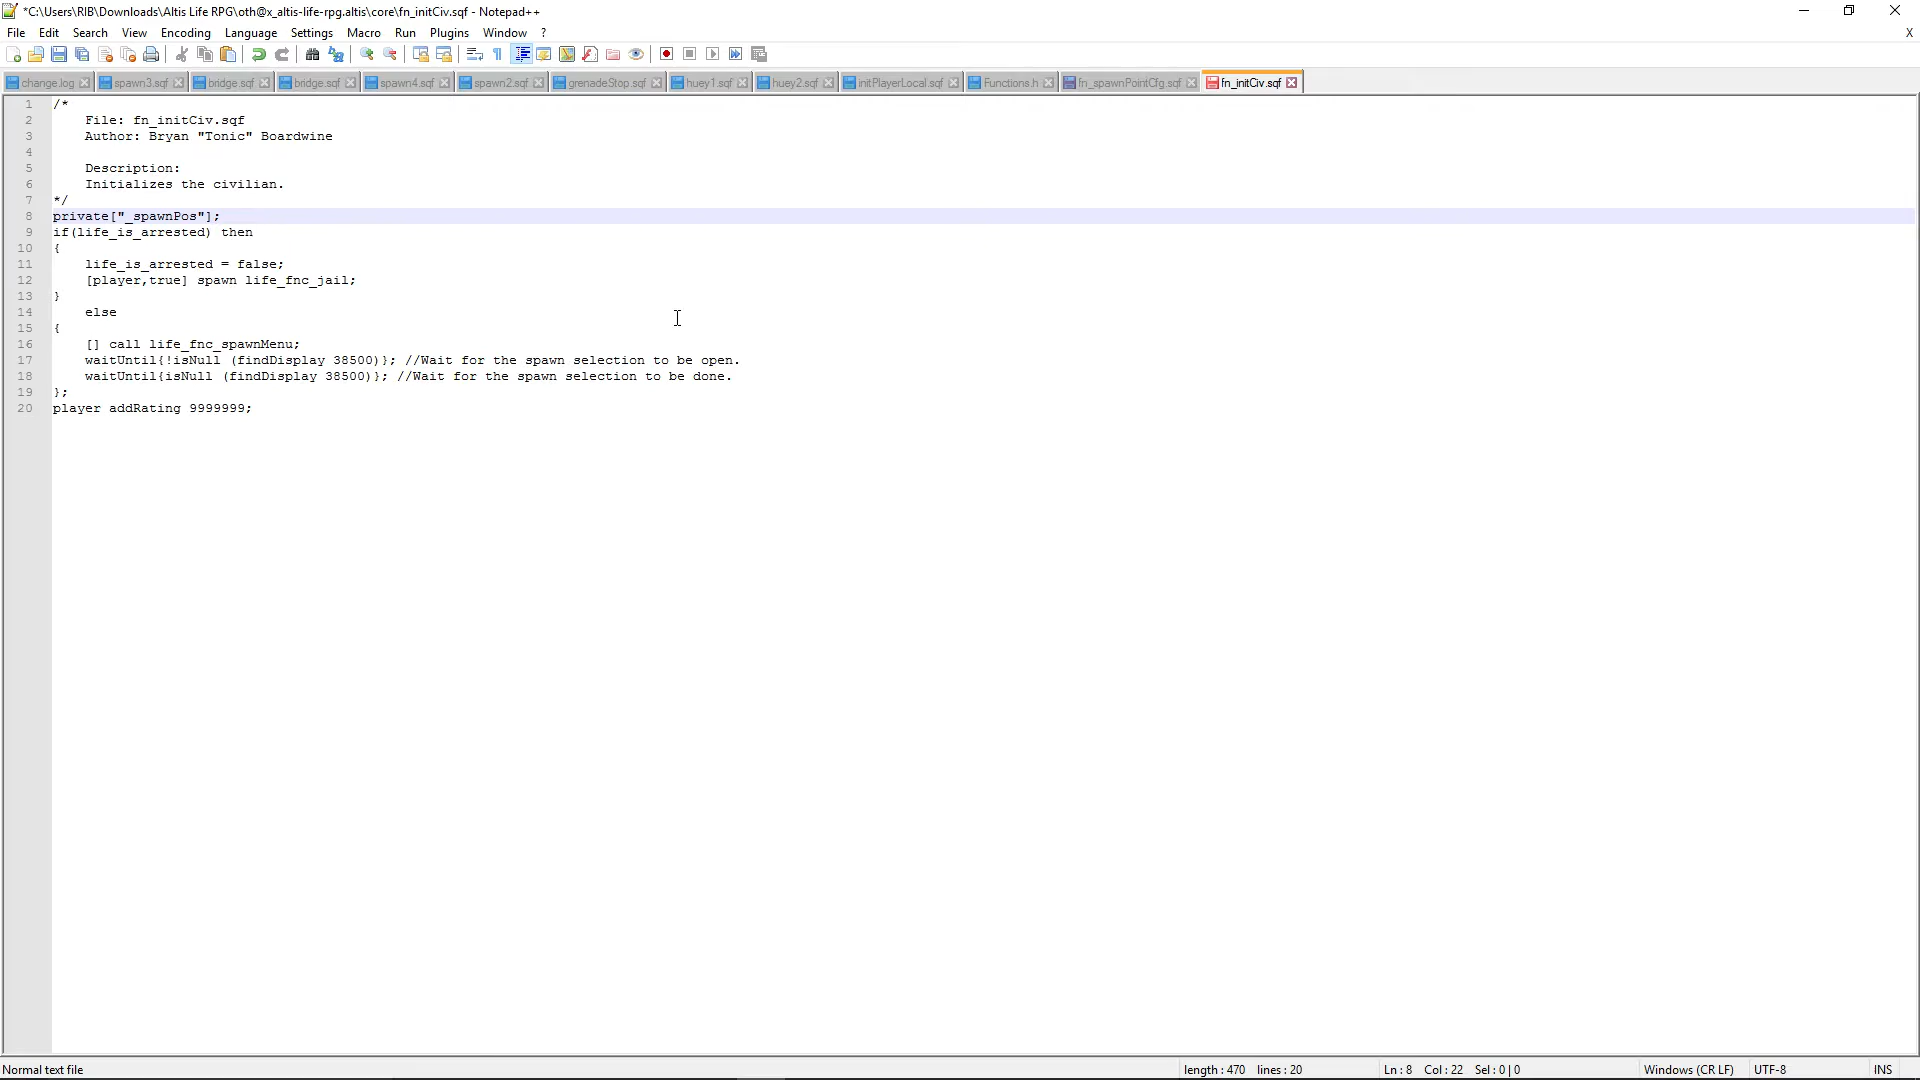 *C:\Users\RIB\Downloads\Altis Life RPG\oth@x_altis-life-rpg.altis\core\fn_initCiv.sqf - Notepad++
File Edit Search View Encoding Language Settings Macro Run Plugins Window ? X
change.log spawn3.sqf bridge.sqf bridge.sqf spawn4.sqf spawn2.sqf grenadeStop.sqf huey1.sqf huey2.sqf initPlayerLocal.sqf Functions.h fn_spawnPointCfg.sqf fn_initCiv.sqf
1 /*
2 File: fn_initCiv.sqf
3 Author: Bryan "Tonic" Boardwine
4
5 Description:
6 Initializes the civilian.
7 */
8 private["_spawnPos"];
9 if(life_is_arrested) then
10 {
11 life_is_arrested = false;
12 [player,true] spawn life_fnc_jail;
13 }
14 else
15 {
16 [] call life_fnc_spawnMenu;
17 waitUntil{!isNull (findDisplay 38500)}; //Wait for the spawn selection to be open.
18 waitUntil{isNull (findDisplay 38500)}; //Wait for the spawn selection to be done.
19 };
20 player addRating 9999999;
Normal text file length : 470 lines : 20 Ln : 8 Col : 22 Sel : 0 | 0 Windows (CR LF) UTF-8 INS